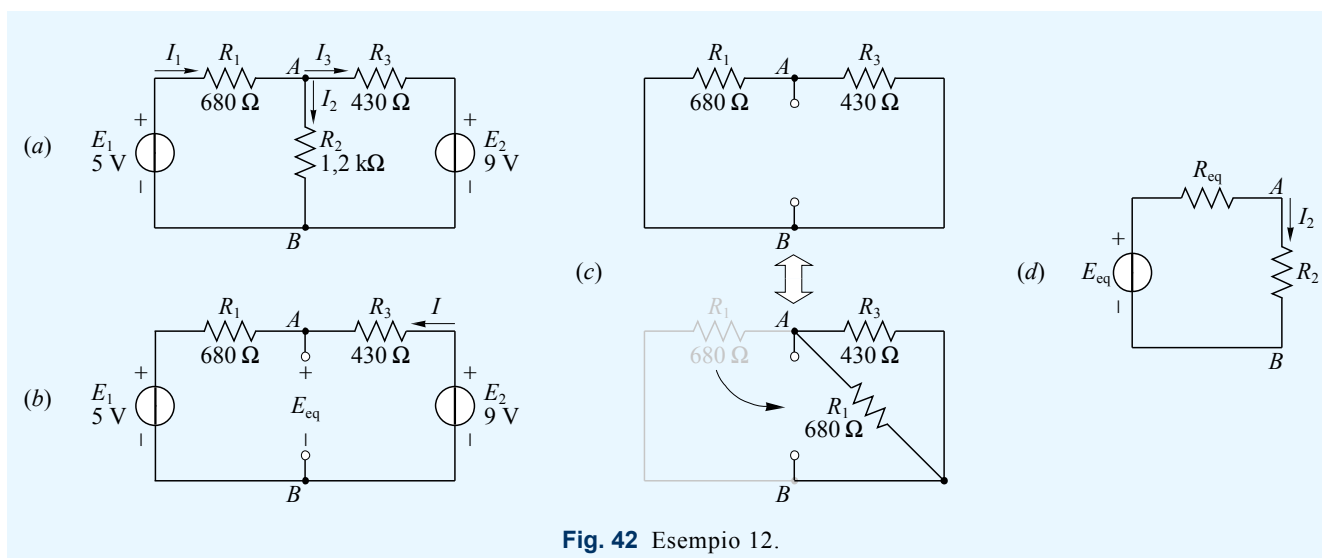 (a)
I1 R1 A I3 R3
680 Ω I2 430 Ω
+ +
E1 R2 E2
5 V 1,2 kΩ 9 V
– –
B
(b)
R1 A R3 I
680 Ω 430 Ω
+ + +
E1 Eeq E2
5 V 9 V
– – –
B
(c)
R1 A R3
680 Ω 430 Ω
B
R1 A R3
680 Ω 430 Ω
R1
680 Ω
B
(d)
Req A
I2
+
Eeq R2
–
B
Fig. 42 Esempio 12.